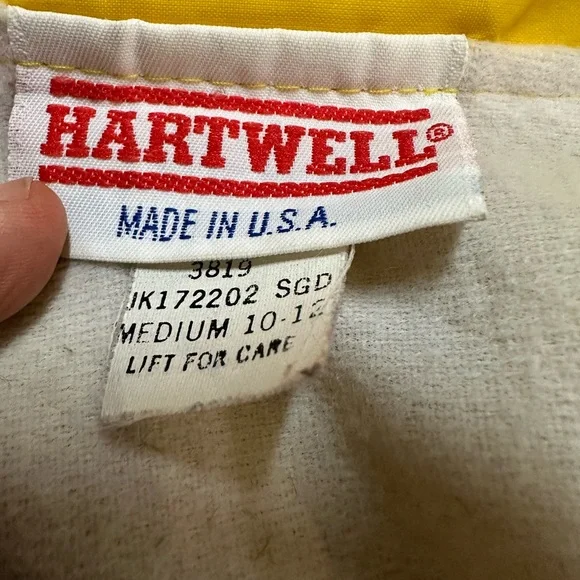 HARTWELL®
MADE IN U.S.A.
3819
JK172202 SGD
MEDIUM 10-12
LIFT FOR CARE